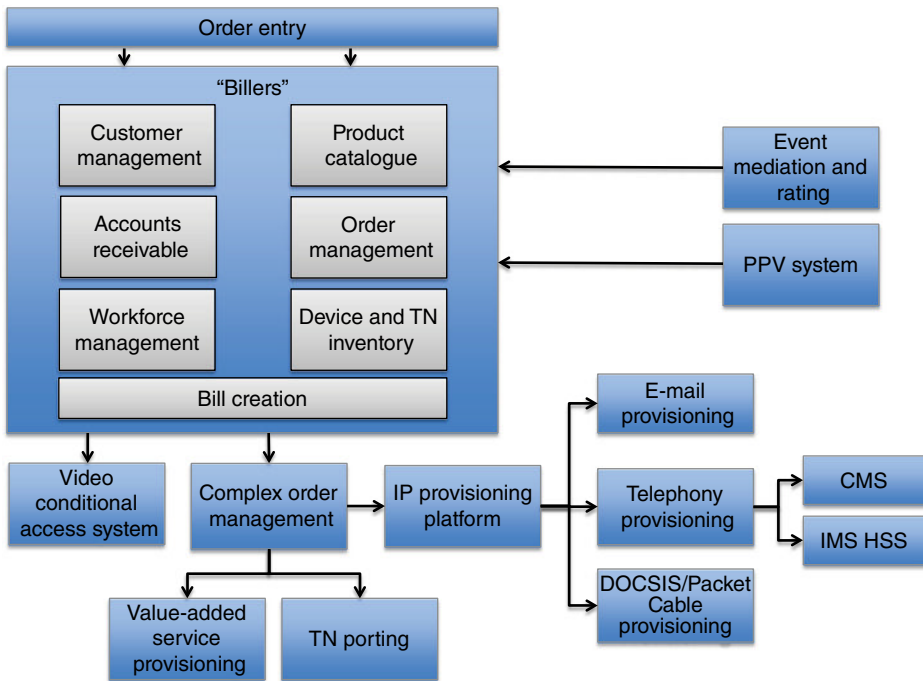 Order entry
“Billers”
Customer
management
Product
catalogue
Event
mediation and
rating
Accounts
receivable
Order
management
PPV system
Workforce
management
Device and TN
inventory
Bill creation
E-mail
provisioning
Video
conditional
access system
Complex order
management
IP provisioning
platform
Telephony
provisioning
CMS
IMS HSS
DOCSIS/Packet
Cable
provisioning
Value-added
service
provisioning
TN porting